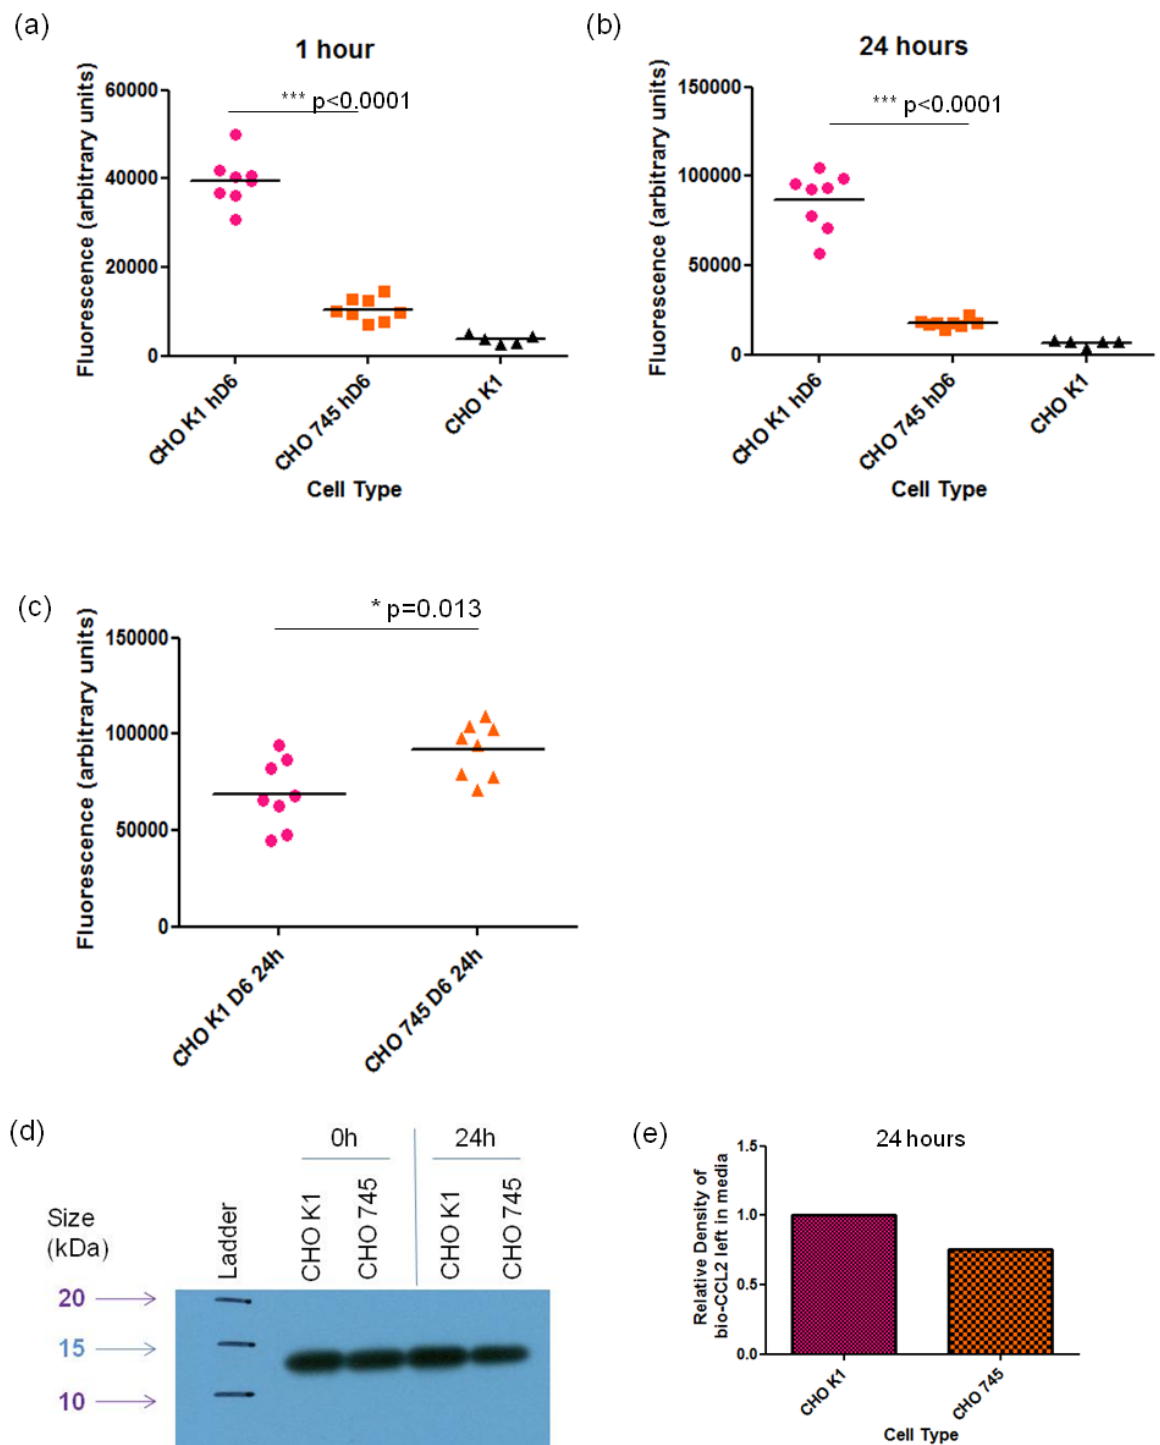 (a)
1 hour
Fluorescence (arbitrary units)
60000
40000
20000
0
*** p<0.0001
CHO K1 hD6
CHO 745 hD6
CHO K1
Cell Type
(b)
24 hours
Fluorescence (arbitrary units)
150000
100000
50000
0
*** p<0.0001
CHO K1 hD6
CHO 745 hD6
CHO K1
Cell Type
(c)
Fluorescence (arbitrary units)
150000
100000
50000
0
* p=0.013
CHO K1 D6 24h
CHO 745 D6 24h
(d)
0h
24h
Size
(kDa)
Ladder
CHO K1
CHO 745
CHO K1
CHO 745
20
15
10
(e)
24 hours
Relative Density of
bio-CCL2 left in media
1.5
1.0
0.5
0.0
CHO K1
CHO 745
Cell Type